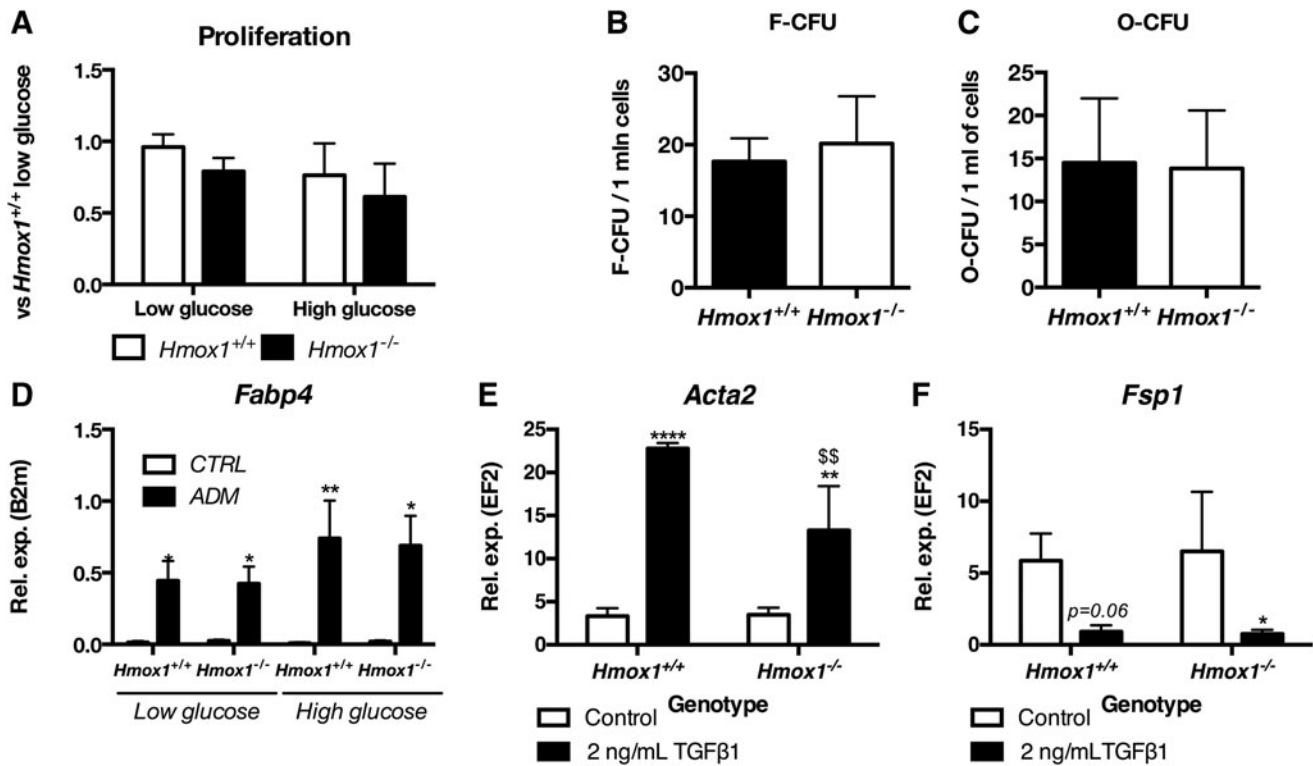 A
Proliferation
vs Hmox1+/+ low glucose
1.5
1.0
0.5
0.0
Low glucose High glucose
Hmox1+/+ Hmox1-/-
B
F-CFU
F-CFU / 1 mln cells
30
20
10
0
Hmox1+/+ Hmox1-/-
C
O-CFU
O-CFU / 1 ml of cells
25
20
15
10
5
0
Hmox1+/+ Hmox1-/-
D
Fabp4
Rel. exp. (B2m)
1.5
1.0
0.5
0.0
CTRL
ADM
* * ** *
Hmox1+/+ Hmox1-/- Hmox1+/+ Hmox1-/-
Low glucose High glucose
E
Acta2
Rel. exp. (EF2)
25
20
15
10
5
0
****
$$
**
Hmox1+/+ Hmox1-/-
Genotype
Control
2 ng/mL TGFβ1
F
Fsp1
Rel. exp. (EF2)
15
10
5
0
p=0.06
*
Hmox1+/+ Hmox1-/-
Genotype
Control
2 ng/mLTGFβ1